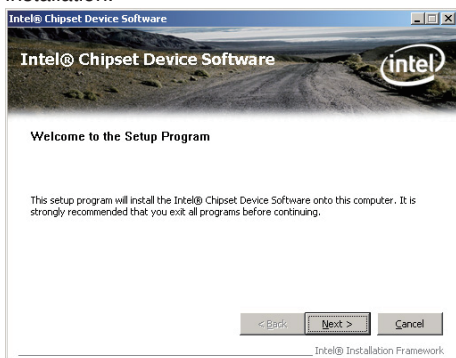 installation.
Intel® Chipset Device Software
Intel® Chipset Device Software
intel
Welcome to the Setup Program
This setup program will install the Intel® Chipset Device Software onto this computer. It is
strongly recommended that you exit all programs before continuing.
< Back
Next >
Cancel
Intel® Installation Framework